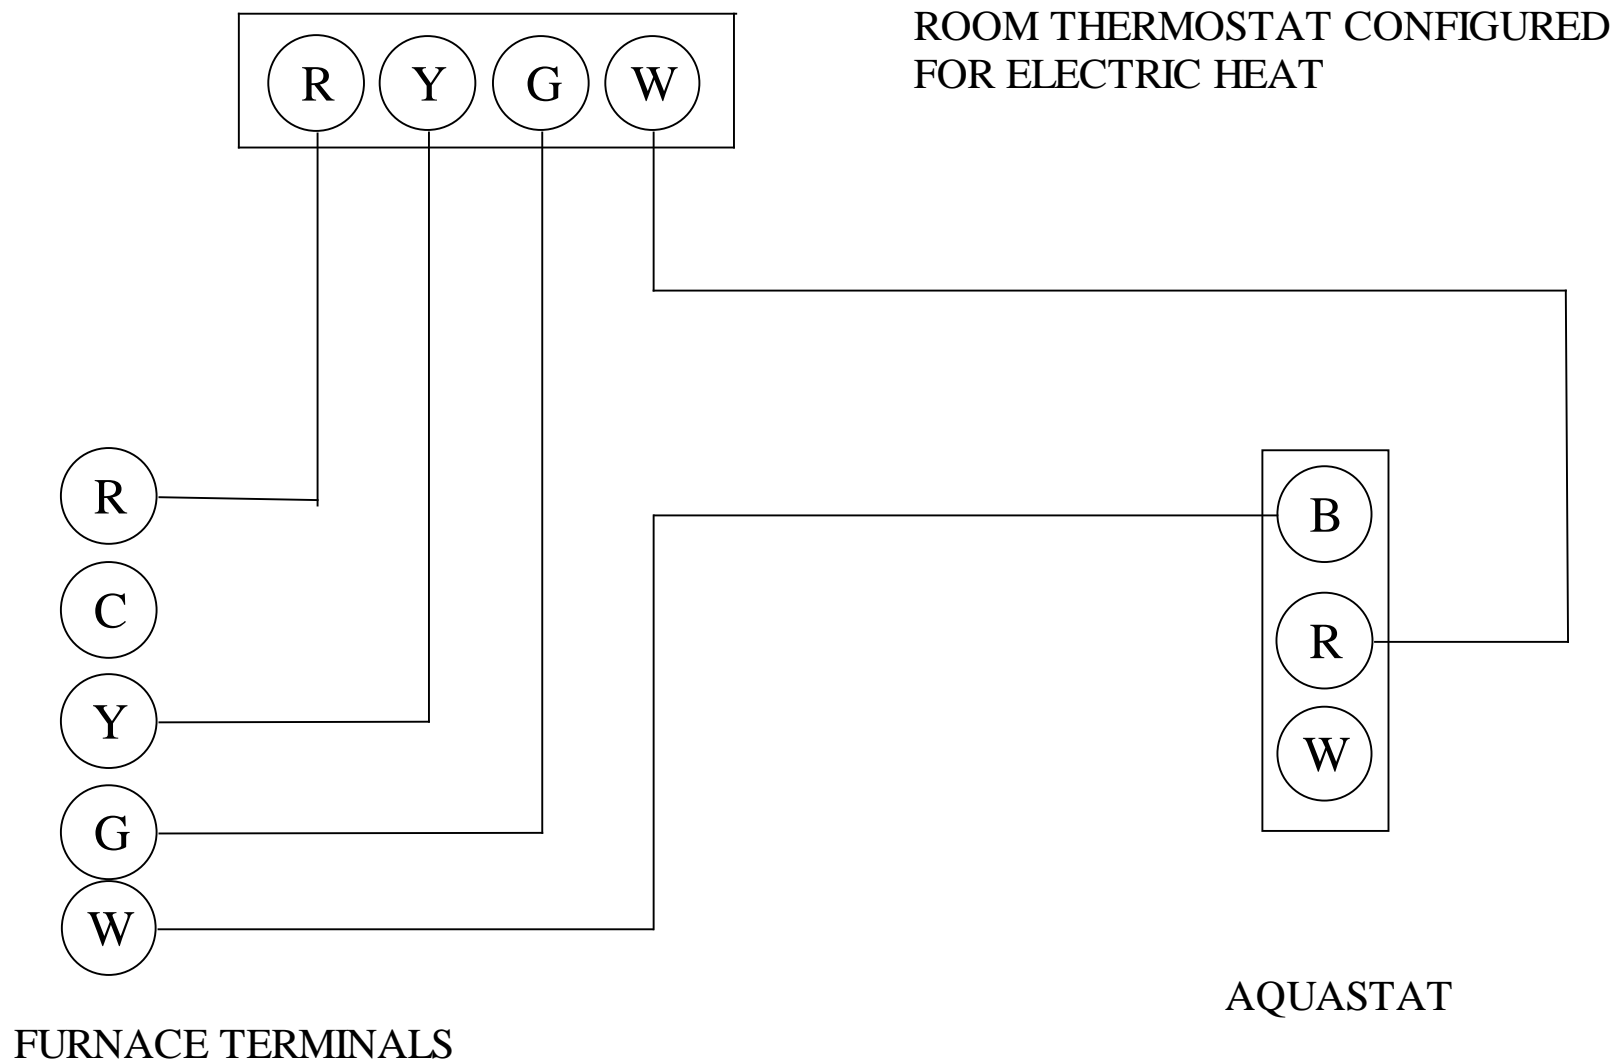 ROOM THERMOSTAT CONFIGURED
FOR ELECTRIC HEAT
R Y G W
R
C
Y
G
W
B
R
W
AQUASTAT
FURNACE TERMINALS